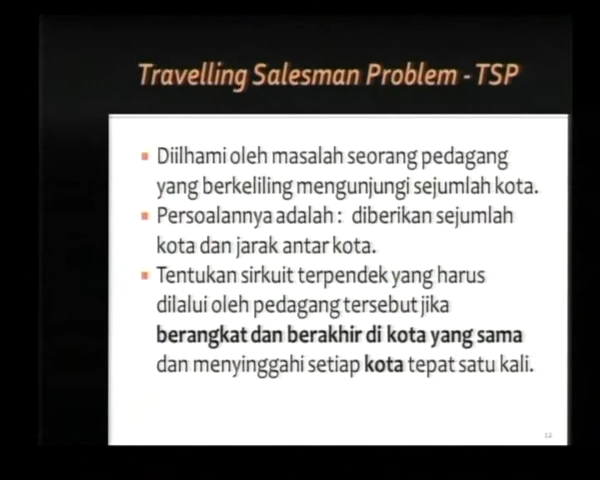 Travelling Salesman Problem - TSP
▪ Diilhami oleh masalah seorang pedagang
yang berkeliling mengunjungi sejumlah kota.
▪ Persoalannya adalah : diberikan sejumlah
kota dan jarak antar kota.
▪ Tentukan sirkuit terpendek yang harus
dilalui oleh pedagang tersebut jika
berangkat dan berakhir di kota yang sama
dan menyinggahi setiap kota tepat satu kali.
12